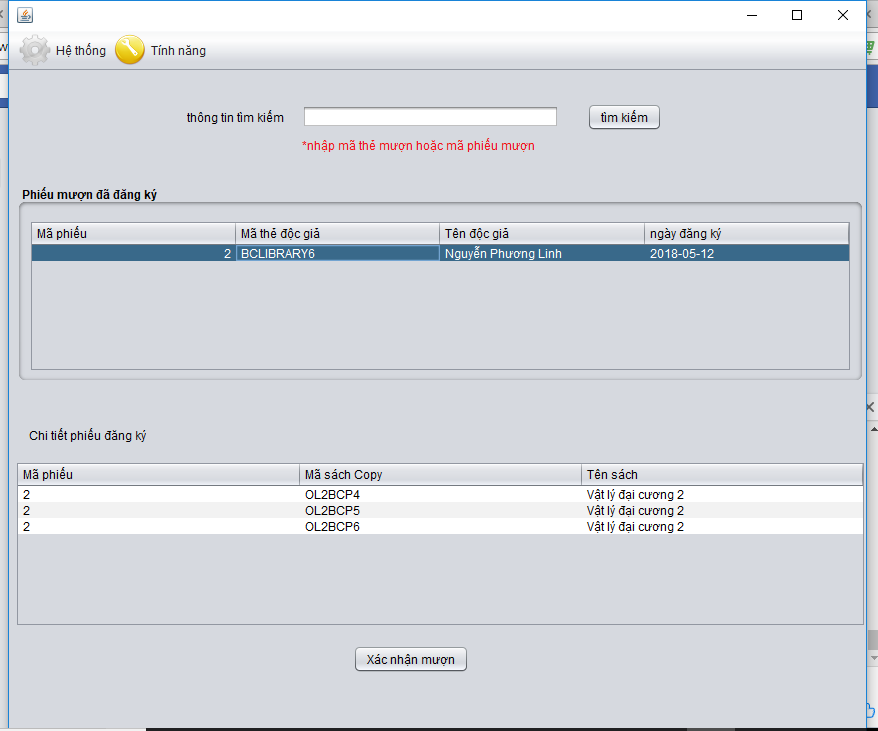 Hệ thống Tính năng
thông tin tìm kiếm tìm kiếm
*nhập mã thẻ mượn hoặc mã phiếu mượn
Phiếu mượn đã đăng ký
Mã phiếu Mã thẻ độc giả Tên độc giả ngày đăng ký
2 BCLIBRARY6 Nguyễn Phương Linh 2018-05-12
Chi tiết phiếu đăng ký
Mã phiếu Mã sách Copy Tên sách
2 OL2BCP4 Vật lý đại cương 2
2 OL2BCP5 Vật lý đại cương 2
2 OL2BCP6 Vật lý đại cương 2
Xác nhận mượn